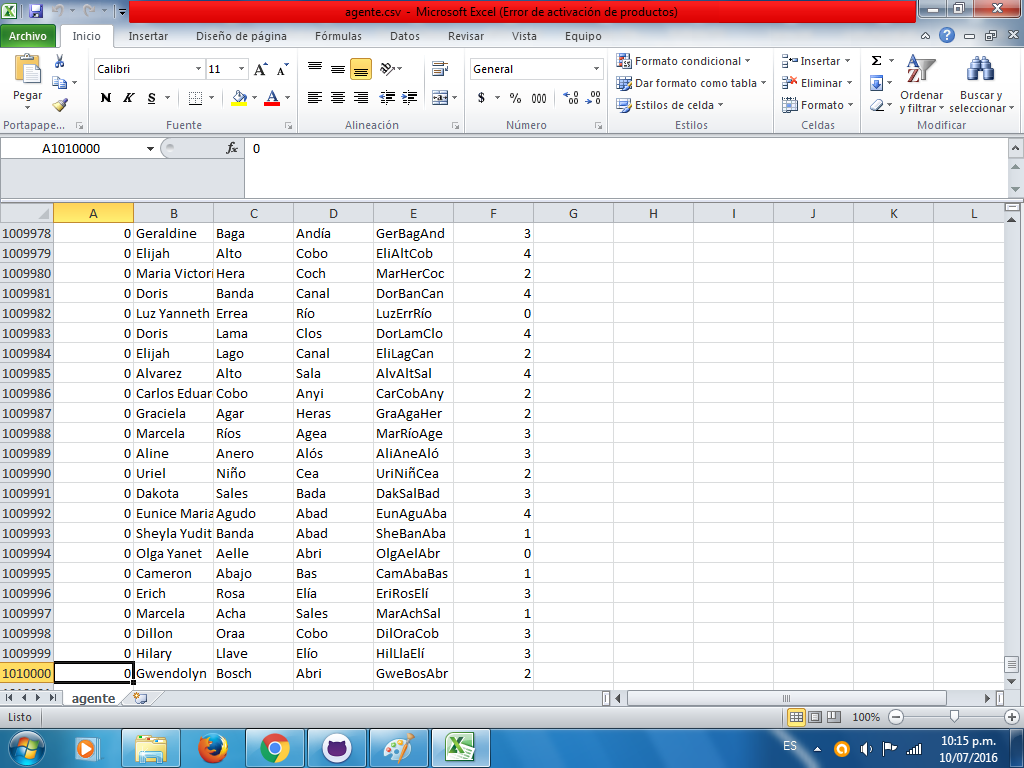 agente.csv - Microsoft Excel (Error de activación de productos)
Archivo Inicio Insertar Diseño de página Fórmulas Datos Revisar Vista Equipo
Pegar
Portapape...
Calibri 11
N K S
Fuente
Alineación
General
$ % 000
Número
Formato condicional
Dar formato como tabla
Estilos de celda
Estilos
Insertar
Eliminar
Formato
Celdas
Ordenar y filtrar
Buscar y seleccionar
Modificar
A1010000 fx 0
A B C D E F G H I J K L
1009978 0 Geraldine Baga Andía GerBagAnd 3
1009979 0 Elijah Alto Cobo EliAltCob 4
1009980 0 Maria Victori Hera Coch MarHerCoc 2
1009981 0 Doris Banda Canal DorBanCan 4
1009982 0 Luz Yanneth Errea Río LuzErrRío 0
1009983 0 Doris Lama Clos DorLamClo 4
1009984 0 Elijah Lago Canal EliLagCan 2
1009985 0 Alvarez Alto Sala AlvAltSal 4
1009986 0 Carlos Eduar Cobo Anyi CarCobAny 2
1009987 0 Graciela Agar Heras GraAgaHer 2
1009988 0 Marcela Ríos Agea MarRíoAge 3
1009989 0 Aline Anero Alós AliAneAló 3
1009990 0 Uriel Niño Cea UriNiñCea 2
1009991 0 Dakota Sales Bada DakSalBad 3
1009992 0 Eunice Maria Agudo Abad EunAguAba 4
1009993 0 Sheyla Yudit Banda Abad SheBanAba 1
1009994 0 Olga Yanet Aelle Abri OlgAelAbr 0
1009995 0 Cameron Abajo Bas CamAbaBas 1
1009996 0 Erich Rosa Elía EriRosElí 3
1009997 0 Marcela Acha Sales MarAchSal 1
1009998 0 Dillon Oraa Cobo DilOraCob 3
1009999 0 Hilary Llave Elío HilLlaElí 3
1010000 0 Gwendolyn Bosch Abri GweBosAbr 2
agente
Listo 100%
ES 10:15 p.m.
10/07/2016